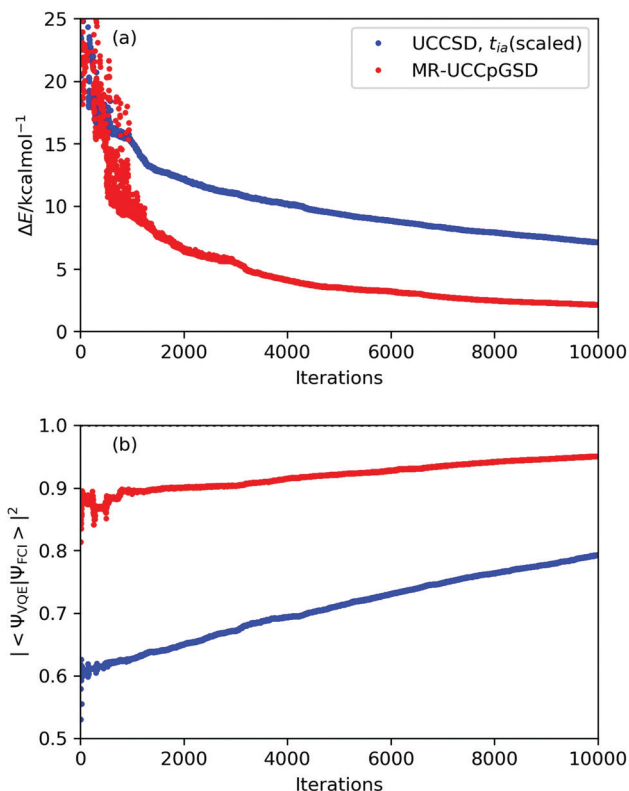 25
20
15
10
5
0
ΔE/kcalmol⁻¹
(a)
UCCSD, tᵢₐ(scaled)
MR-UCCpGSD
0 2000 4000 6000 8000 10000
Iterations
1.0
0.9
0.8
0.7
0.6
0.5
| < Ψ_VQE|Ψ_FCI > |²
(b)
0 2000 4000 6000 8000 10000
Iterations